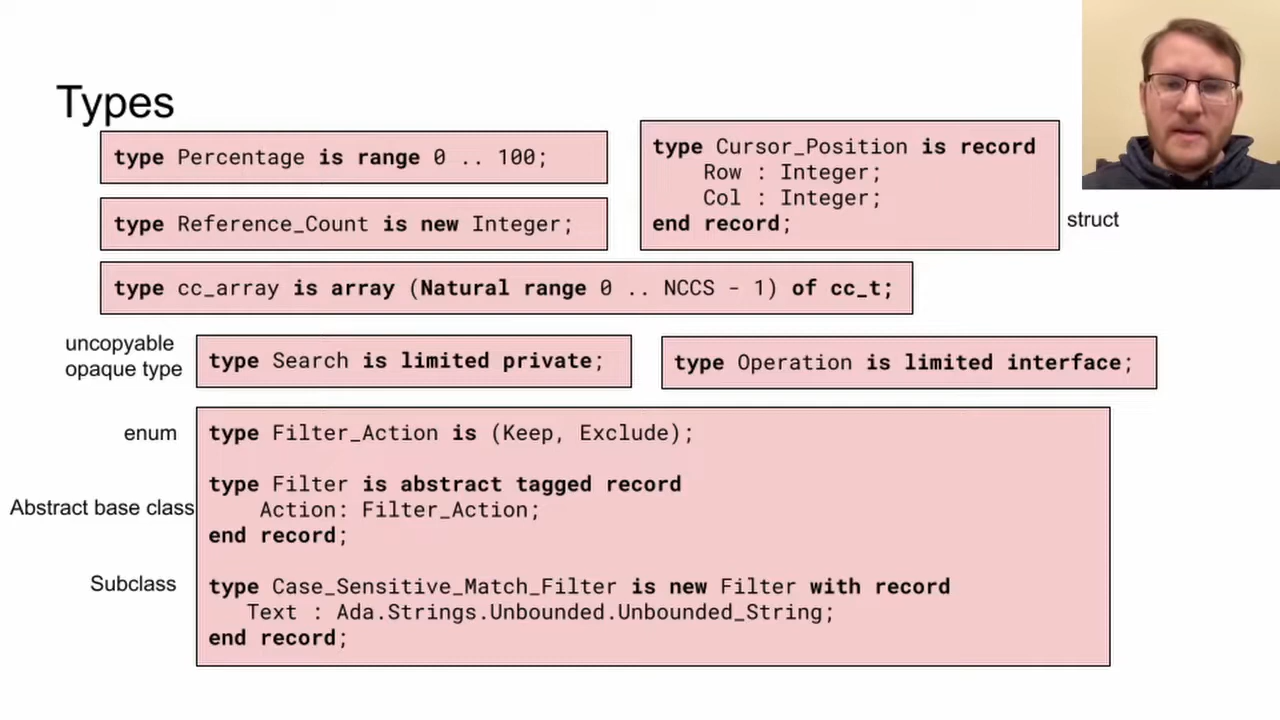 Types
type Percentage is range 0 .. 100;
type Reference_Count is new Integer;
type Cursor_Position is record
Row : Integer;
Col : Integer;
end record;
struct
type cc_array is array (Natural range 0 .. NCCS - 1) of cc_t;
uncopyable
opaque type
type Search is limited private;
type Operation is limited interface;
enum
type Filter_Action is (Keep, Exclude);
Abstract base class
type Filter is abstract tagged record
Action: Filter_Action;
end record;
Subclass
type Case_Sensitive_Match_Filter is new Filter with record
Text : Ada.Strings.Unbounded.Unbounded_String;
end record;